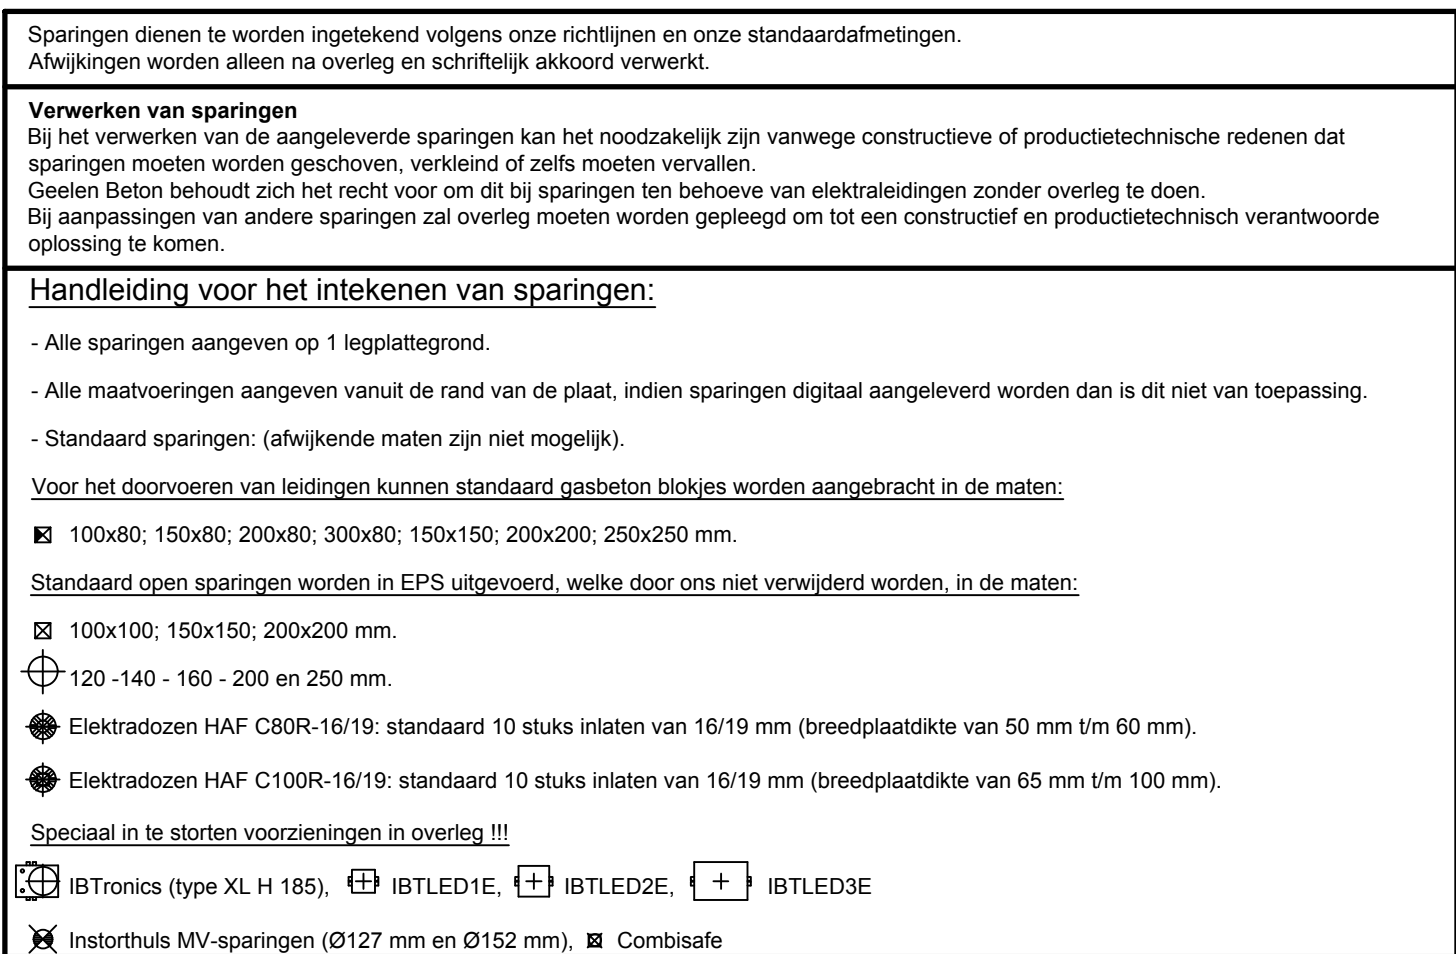 Sparingen dienen te worden ingetekend volgens onze richtlijnen en onze standaardafmetingen.
Afwijkingen worden alleen na overleg en schriftelijk akkoord verwerkt.
Verwerken van sparingen
Bij het verwerken van de aangeleverde sparingen kan het noodzakelijk zijn vanwege constructieve of productietechnische redenen dat
sparingen moeten worden geschoven, verkleind of zelfs moeten vervallen.
Geelen Beton behoudt zich het recht voor om dit bij sparingen ten behoeve van elektraleidingen zonder overleg te doen.
Bij aanpassingen van andere sparingen zal overleg moeten worden gepleegd om tot een constructief en productietechnisch verantwoorde
oplossing te komen.
Handleiding voor het intekenen van sparingen:
- Alle sparingen aangeven op 1 legplattegrond.
- Alle maatvoeringen aangeven vanuit de rand van de plaat, indien sparingen digitaal aangeleverd worden dan is dit niet van toepassing.
- Standaard sparingen: (afwijkende maten zijn niet mogelijk).
Voor het doorvoeren van leidingen kunnen standaard gasbeton blokjes worden aangebracht in de maten:
100x80; 150x80; 200x80; 300x80; 150x150; 200x200; 250x250 mm.
Standaard open sparingen worden in EPS uitgevoerd, welke door ons niet verwijderd worden, in de maten:
100x100; 150x150; 200x200 mm.
120 -140 - 160 - 200 en 250 mm.
Elektradozen HAF C80R-16/19: standaard 10 stuks inlaten van 16/19 mm (breedplaatdikte van 50 mm t/m 60 mm).
Elektradozen HAF C100R-16/19: standaard 10 stuks inlaten van 16/19 mm (breedplaatdikte van 65 mm t/m 100 mm).
Speciaal in te storten voorzieningen in overleg !!!
IBTronics (type XL H 185), IBTLED1E, IBTLED2E, IBTLED3E
Instorthuls MV-sparingen (Ø127 mm en Ø152 mm), Combisafe